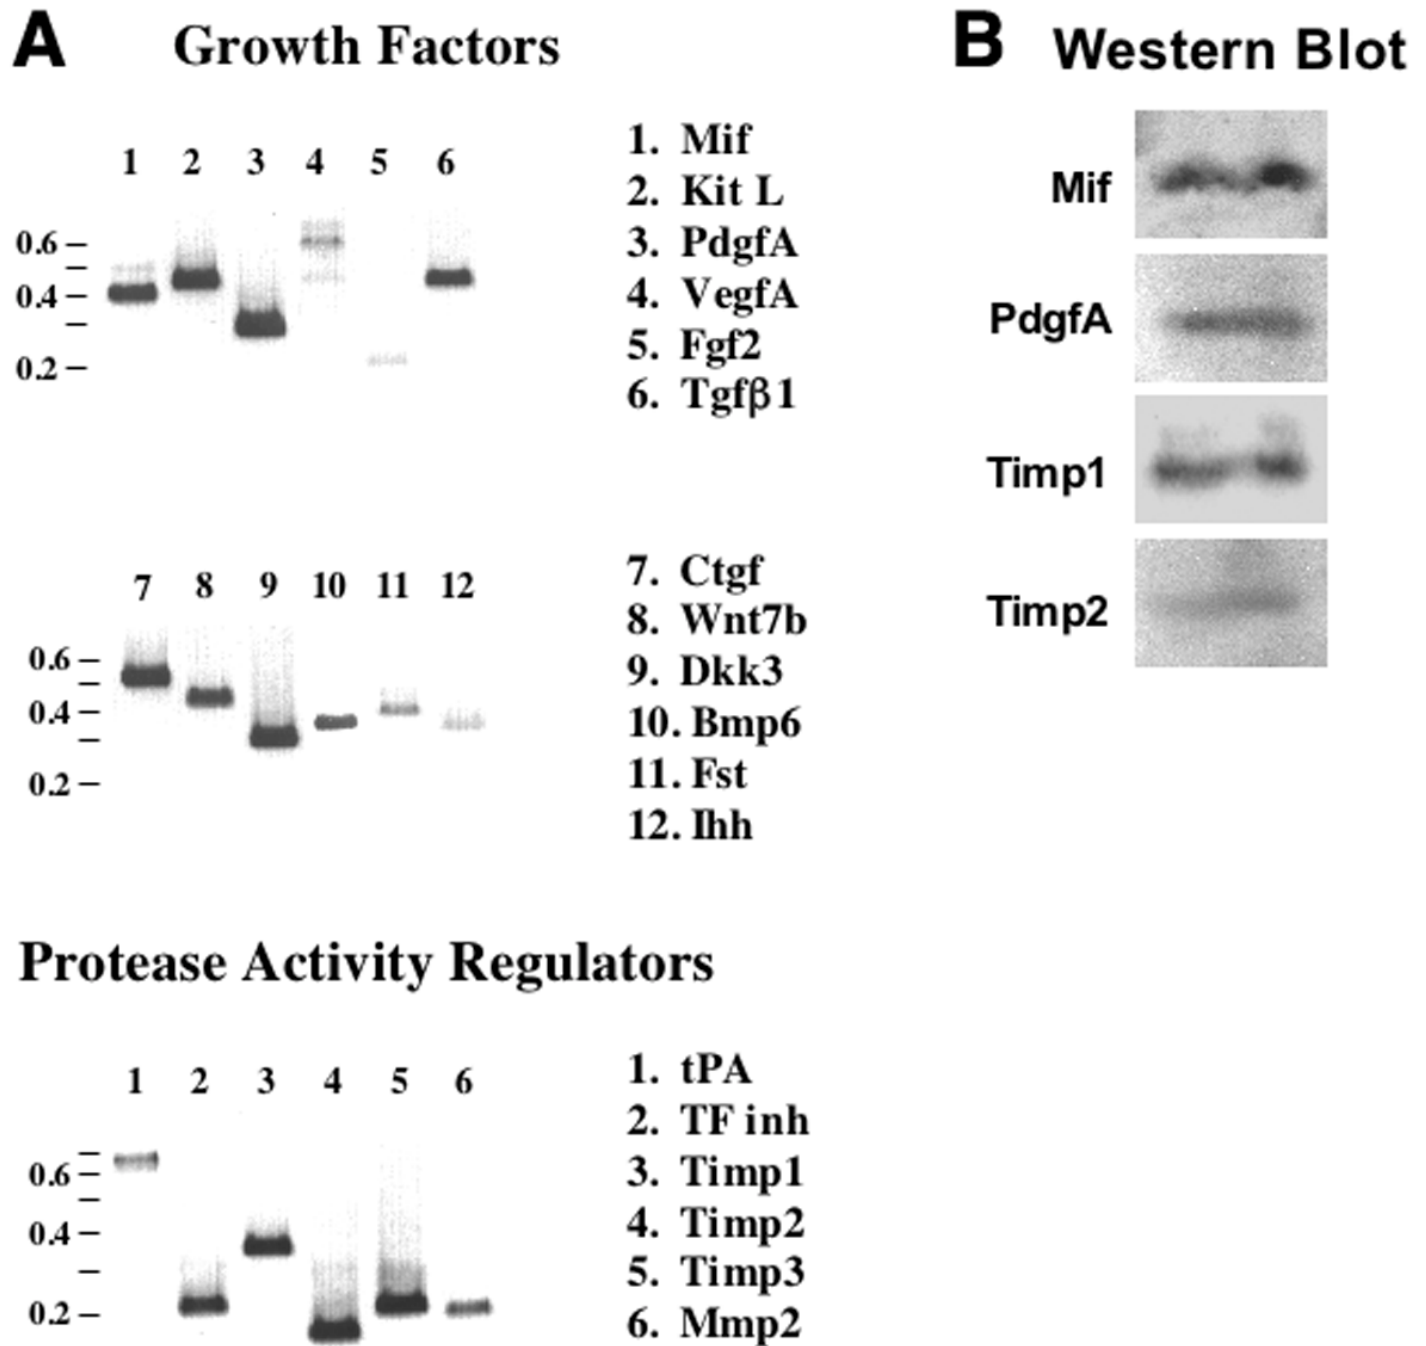 A Growth Factors
1 2 3 4 5 6
0.6
0.4
0.2
1. Mif
2. Kit L
3. PdgfA
4. VegfA
5. Fgf2
6. Tgfβ1
7 8 9 10 11 12
0.6
0.4
0.2
7. Ctgf
8. Wnt7b
9. Dkk3
10. Bmp6
11. Fst
12. Ihh
Protease Activity Regulators
1 2 3 4 5 6
0.6
0.4
0.2
1. tPA
2. TF inh
3. Timp1
4. Timp2
5. Timp3
6. Mmp2
B Western Blot
Mif
PdgfA
Timp1
Timp2